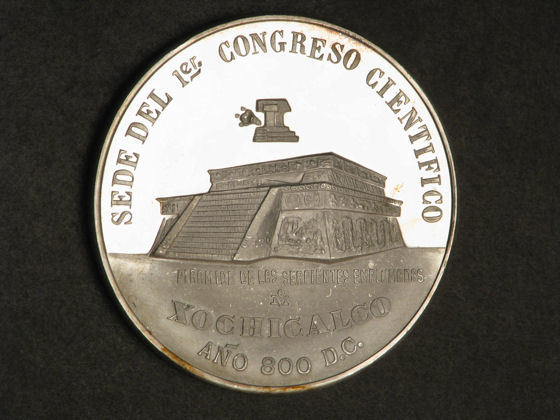 SEDE DEL 1er. CONGRESO CIENTIFICO
PIRAMIDE DE LAS SERPIENTES EMPLUMADAS
XOCHICALCO
AÑO 800 D.C.